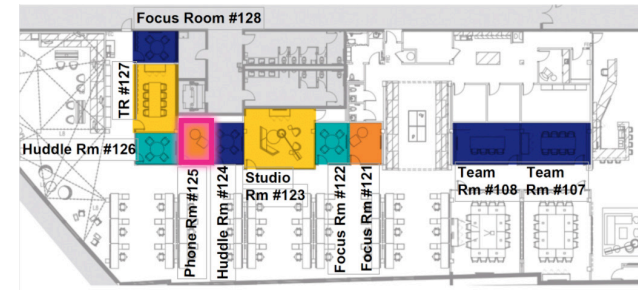 Focus Room #128
TR #127
Huddle Rm #126
Phone Rm #125
Huddle Rm #124
Studio
Rm #123
Focus Rm #122
Focus Rm #121
Team
Rm #108
Team
Rm #107